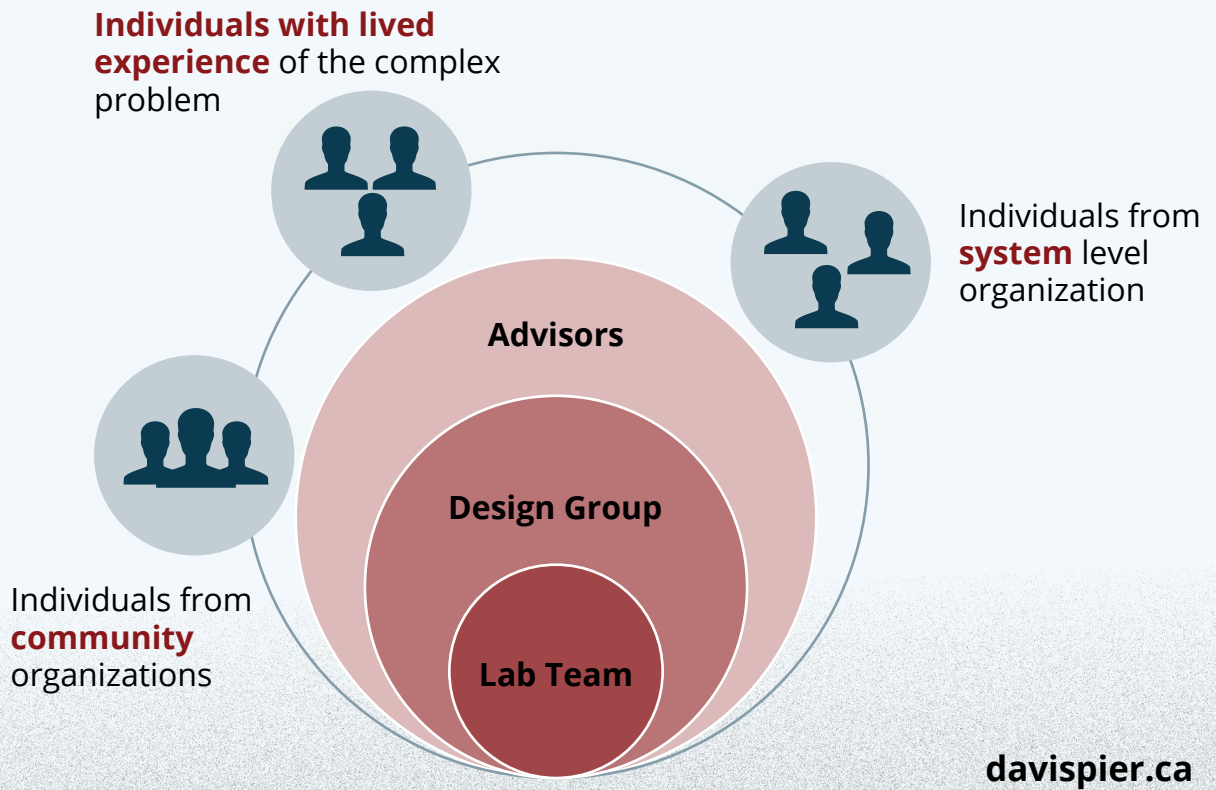 Individuals with lived
experience of the complex
problem
Individuals from
system level
organization
Advisors
Design Group
Individuals from
community
organizations
Lab Team
davispier.ca